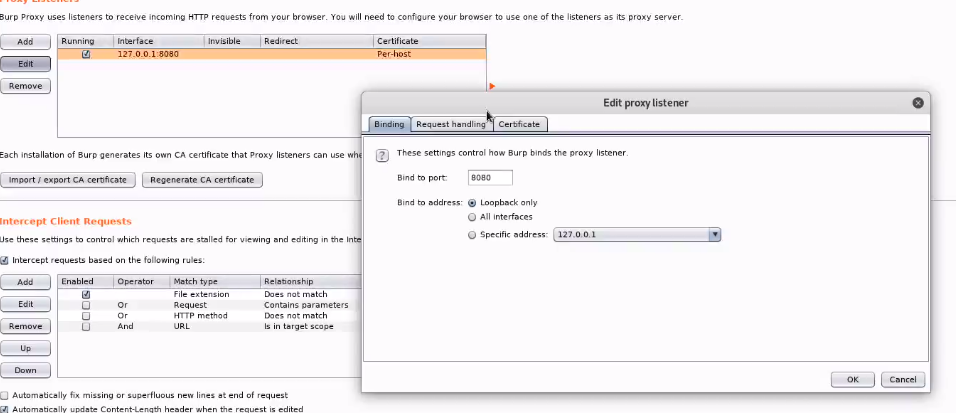 Proxy Listeners
Burp Proxy uses listeners to receive incoming HTTP requests from your browser. You will need to configure your browser to use one of the listeners as its proxy server.
Add
Running Interface Invisible Redirect Certificate
127.0.0.1:8080 Per-host
Edit
Remove
Edit proxy listener
Binding Request handling Certificate
? These settings control how Burp binds the proxy listener.
Bind to port: 8080
Bind to address: Loopback only
All interfaces
Specific address: 127.0.0.1
OK Cancel
Each installation of Burp generates its own CA certificate that Proxy listeners can use
Import / export CA certificate Regenerate CA certificate
Intercept Client Requests
Use these settings to control which requests are stalled for viewing and editing in the
Intercept requests based on the following rules:
Add
Enabled Operator Match type Relationship
File extension Does not match
Edit
Or Request Contains parameters
Or HTTP method Does not match
Remove
And URL Is in target scope
Up
Down
Automatically fix missing or superfluous new lines at end of request
Automatically update Content-Length header when the request is edited